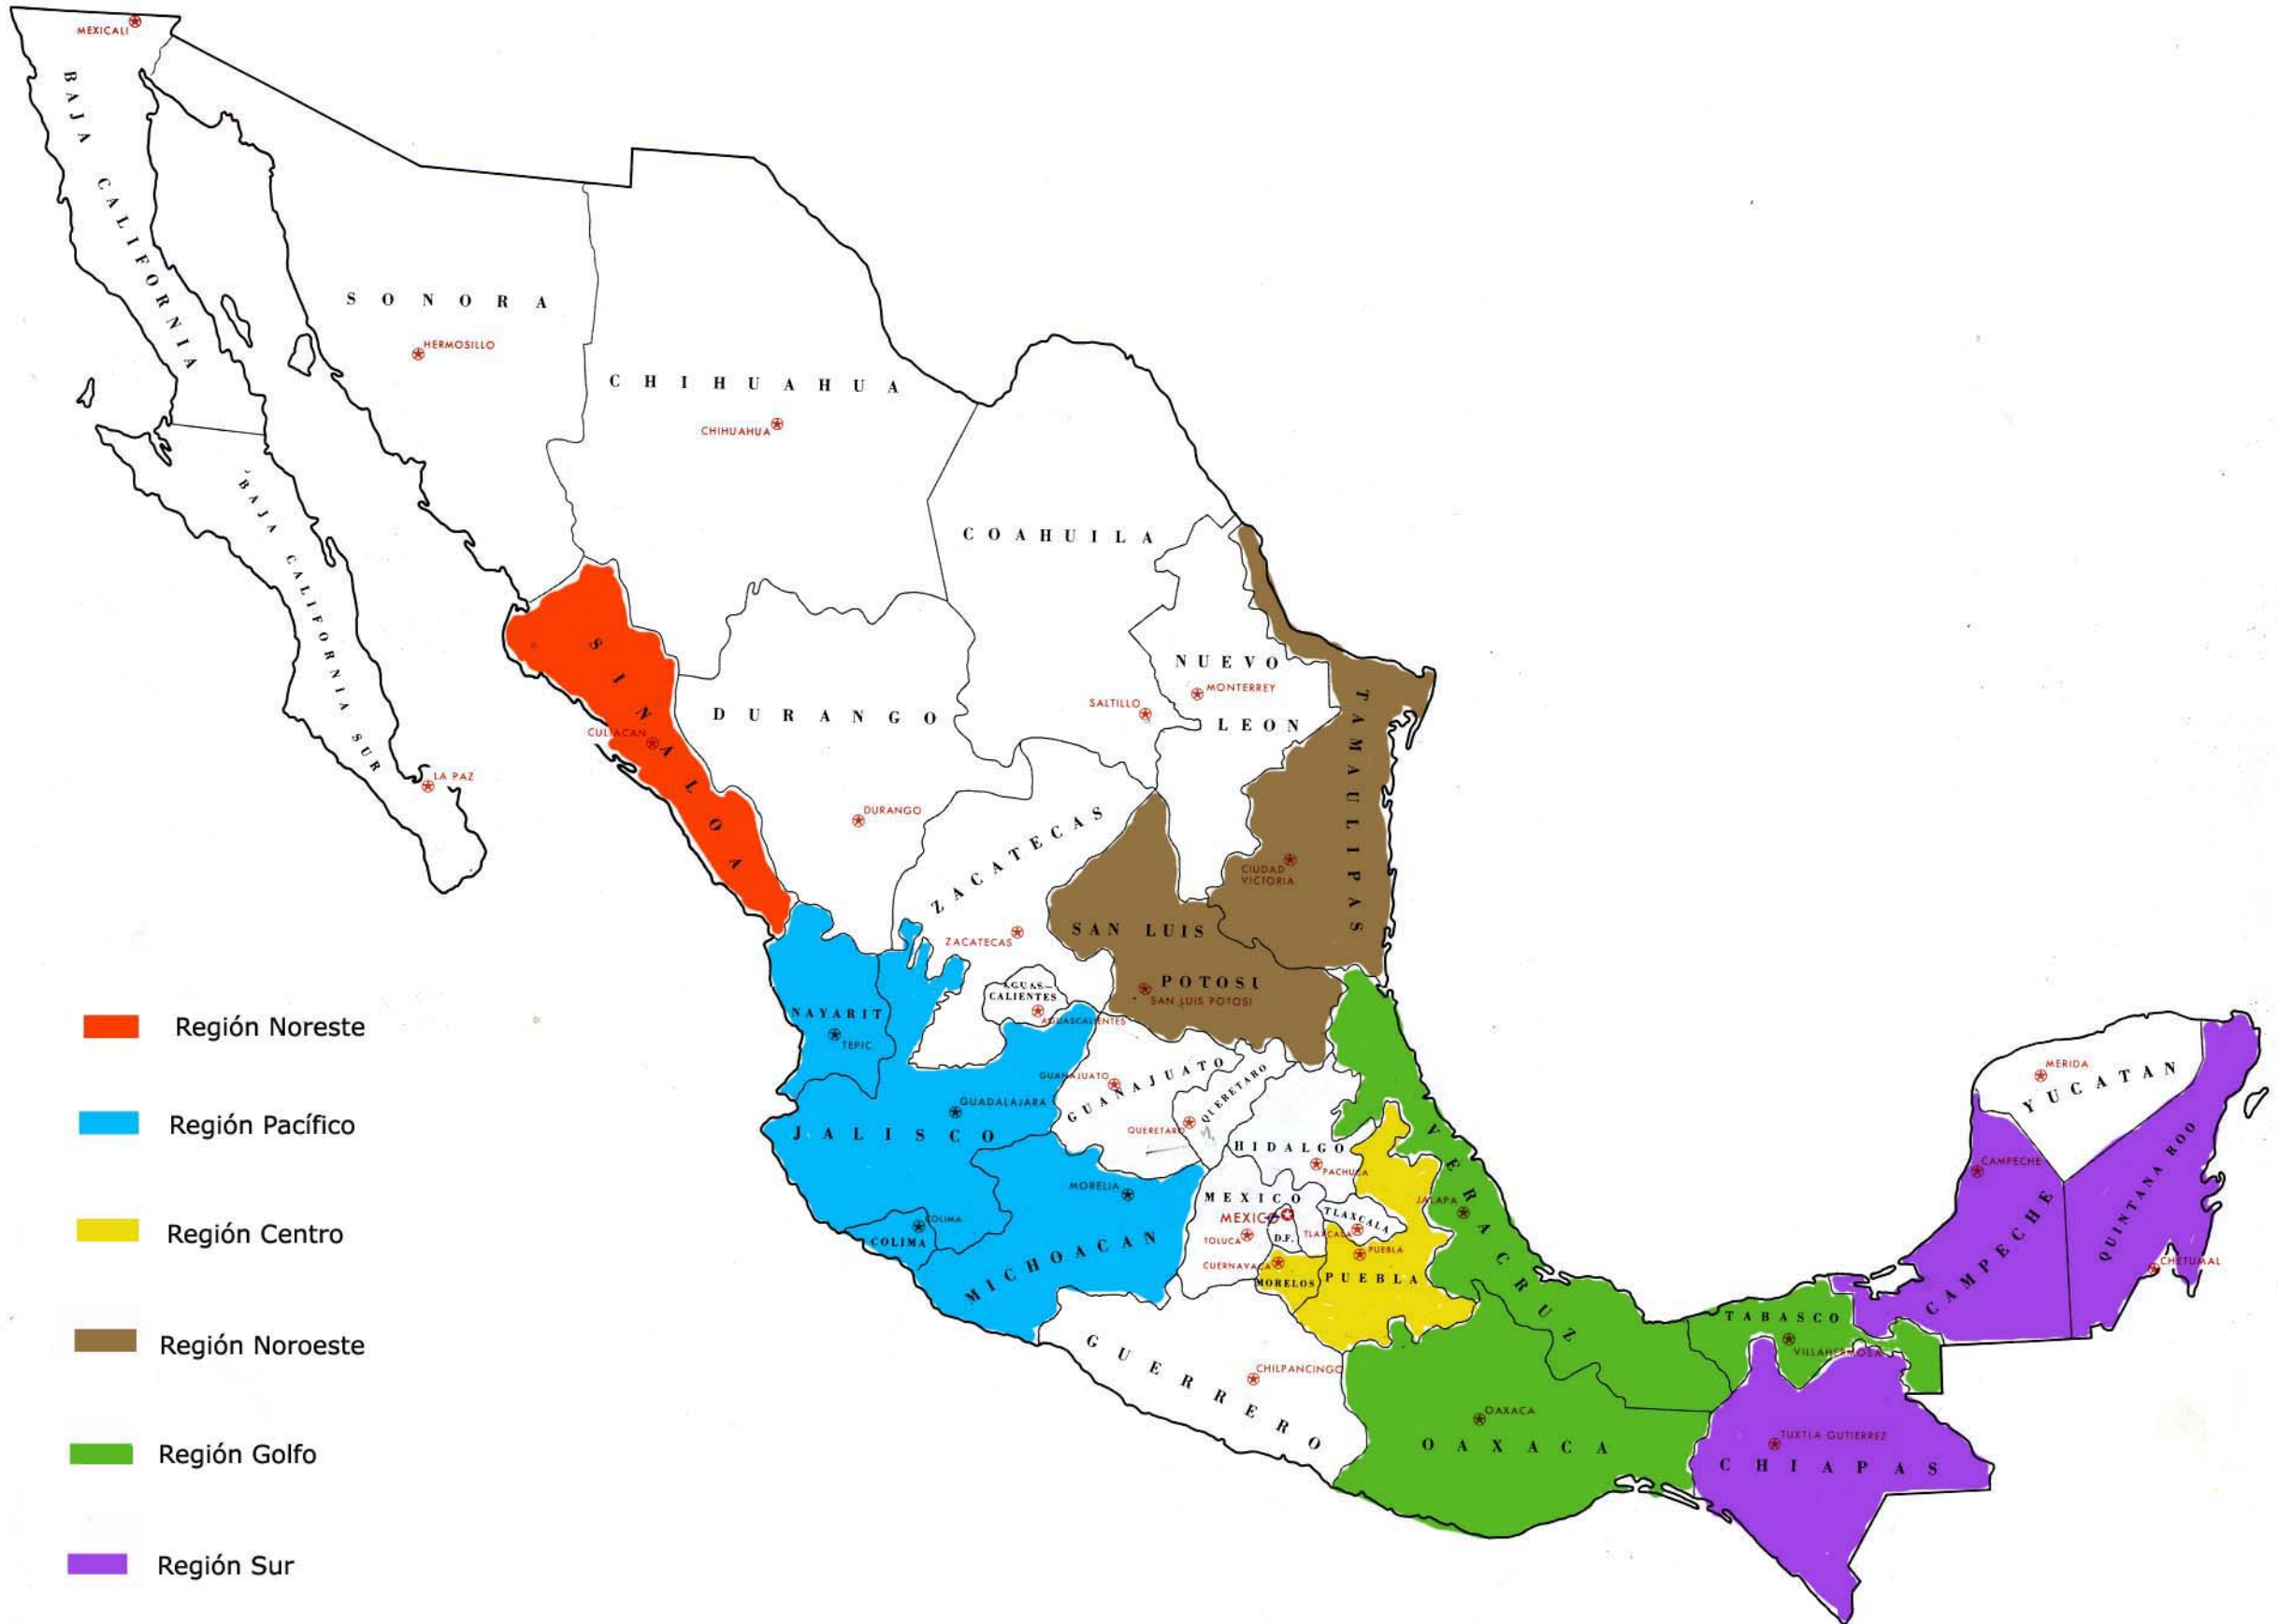 MEXICALI
BAJA CALIFORNIA
SONORA
HERMOSILLO
CHIHUAHUA
CHIHUAHUA
COAHUILA
BAJA CALIFORNIA SUR
LA PAZ
SINALOA
CULIACAN
DURANGO
DURANGO
NUEVO
MONTERREY
SALTILLO
LEON
TAMAULIPAS
CIUDAD
VICTORIA
ZACATECAS
ZACATECAS
SAN LUIS
POTOSI
SAN LUIS POTOSI
AGUAS-
CALIENTES
AGUASCALIENTES
NAYARIT
TEPIC
GUANAJUATO
GUANAJUATO
QUERETARO
QUERETARO
GUADALAJARA
JALISCO
HIDALGO
PACHUCA
MORELIA
MICHOACAN
COLIMA
COLIMA
MEXICO
MEXICO
TOLUCA
D.F.
TLAXCALA
TLAXCALA
CUERNAVACA
MORELOS
PUEBLA
PUEBLA
JALAPA
VERACRUZ
GUERRERO
CHILPANCINGO
OAXACA
OAXACA
TABASCO
VILLAHERMOSA
TUXTLA GUTIERREZ
CHIAPAS
MERIDA
YUCATAN
CAMPECHE
CAMPECHE
QUINTANA ROO
CHETUMAL
Región Noreste
Región Pacífico
Región Centro
Región Noroeste
Región Golfo
Región Sur